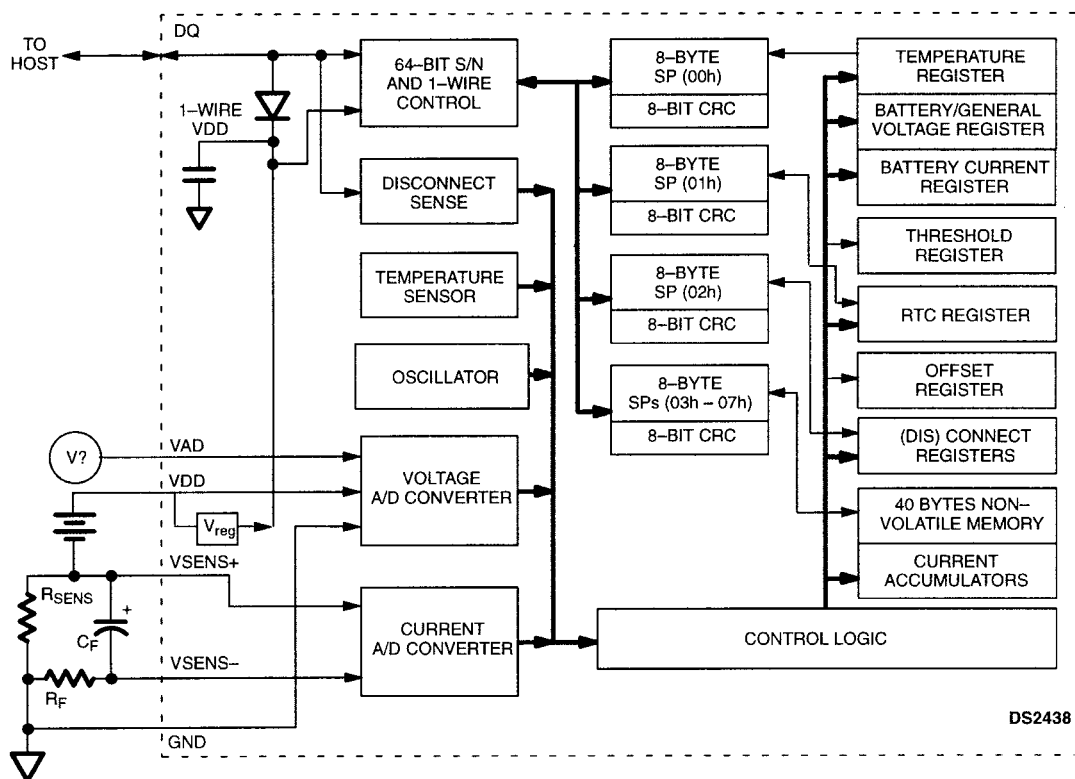 DQ
TO
HOST
1–WIRE
VDD
64–BIT S/N
AND 1–WIRE
CONTROL
DISCONNECT
SENSE
TEMPERATURE
SENSOR
OSCILLATOR
V?
VAD
VDD
Vreg
VOLTAGE
A/D CONVERTER
VSENS+
RSENS
+
CF
RF
VSENS–
CURRENT
A/D CONVERTER
GND
8–BYTE
SP (00h)
8–BIT CRC
8–BYTE
SP (01h)
8–BIT CRC
8–BYTE
SP (02h)
8–BIT CRC
8–BYTE
SPs (03h – 07h)
8–BIT CRC
TEMPERATURE
REGISTER
BATTERY/GENERAL
VOLTAGE REGISTER
BATTERY CURRENT
REGISTER
THRESHOLD
REGISTER
RTC REGISTER
OFFSET
REGISTER
(DIS) CONNECT
REGISTERS
40 BYTES NON–
VOLATILE MEMORY
CURRENT
ACCUMULATORS
CONTROL LOGIC
DS2438